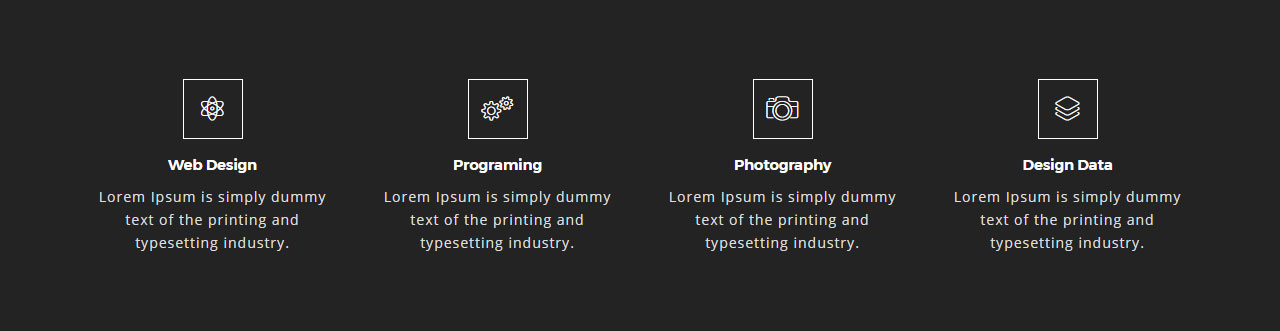 Web Design
Lorem Ipsum is simply dummy
text of the printing and
typesetting industry.
Programing
Lorem Ipsum is simply dummy
text of the printing and
typesetting industry.
Photography
Lorem Ipsum is simply dummy
text of the printing and
typesetting industry.
Design Data
Lorem Ipsum is simply dummy
text of the printing and
typesetting industry.